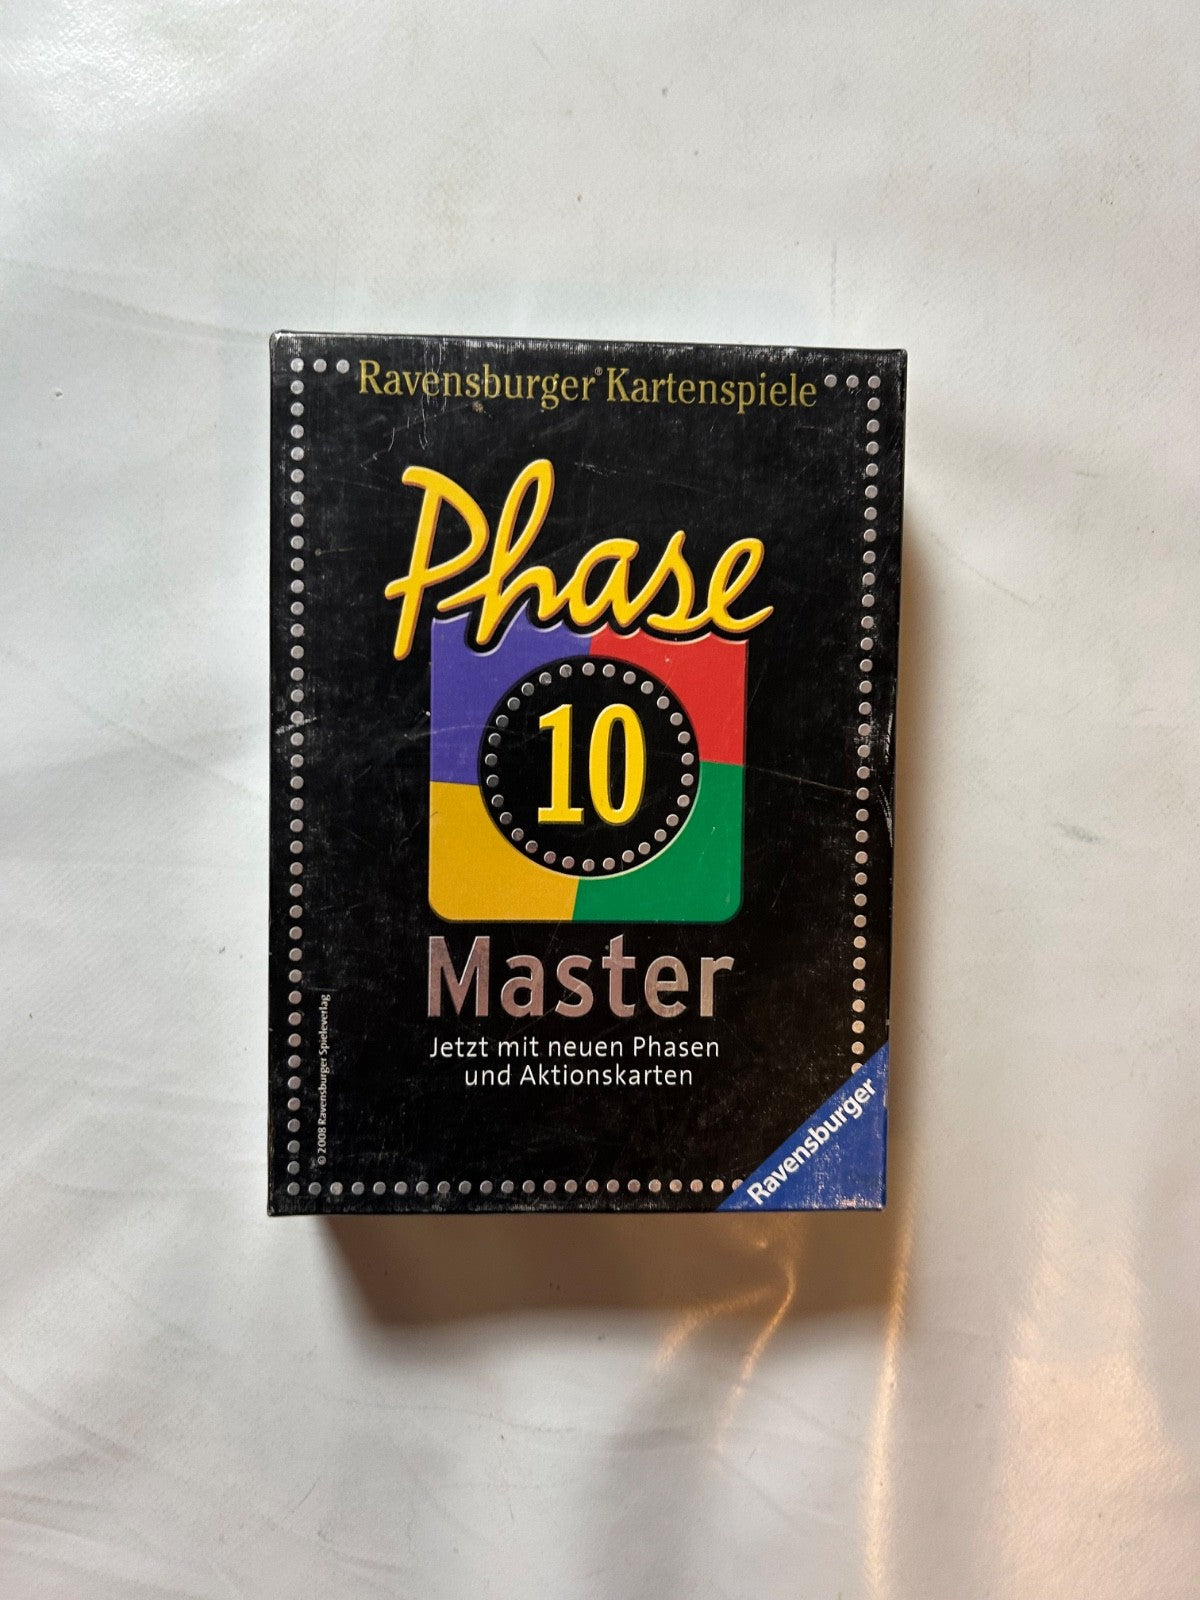 Ravensburger® Kartenspiele
Phase
10
Master
Jetzt mit neuen Phasen
und Aktionskarten
© 2008 Ravensburger Spieleverlag
Ravensburger